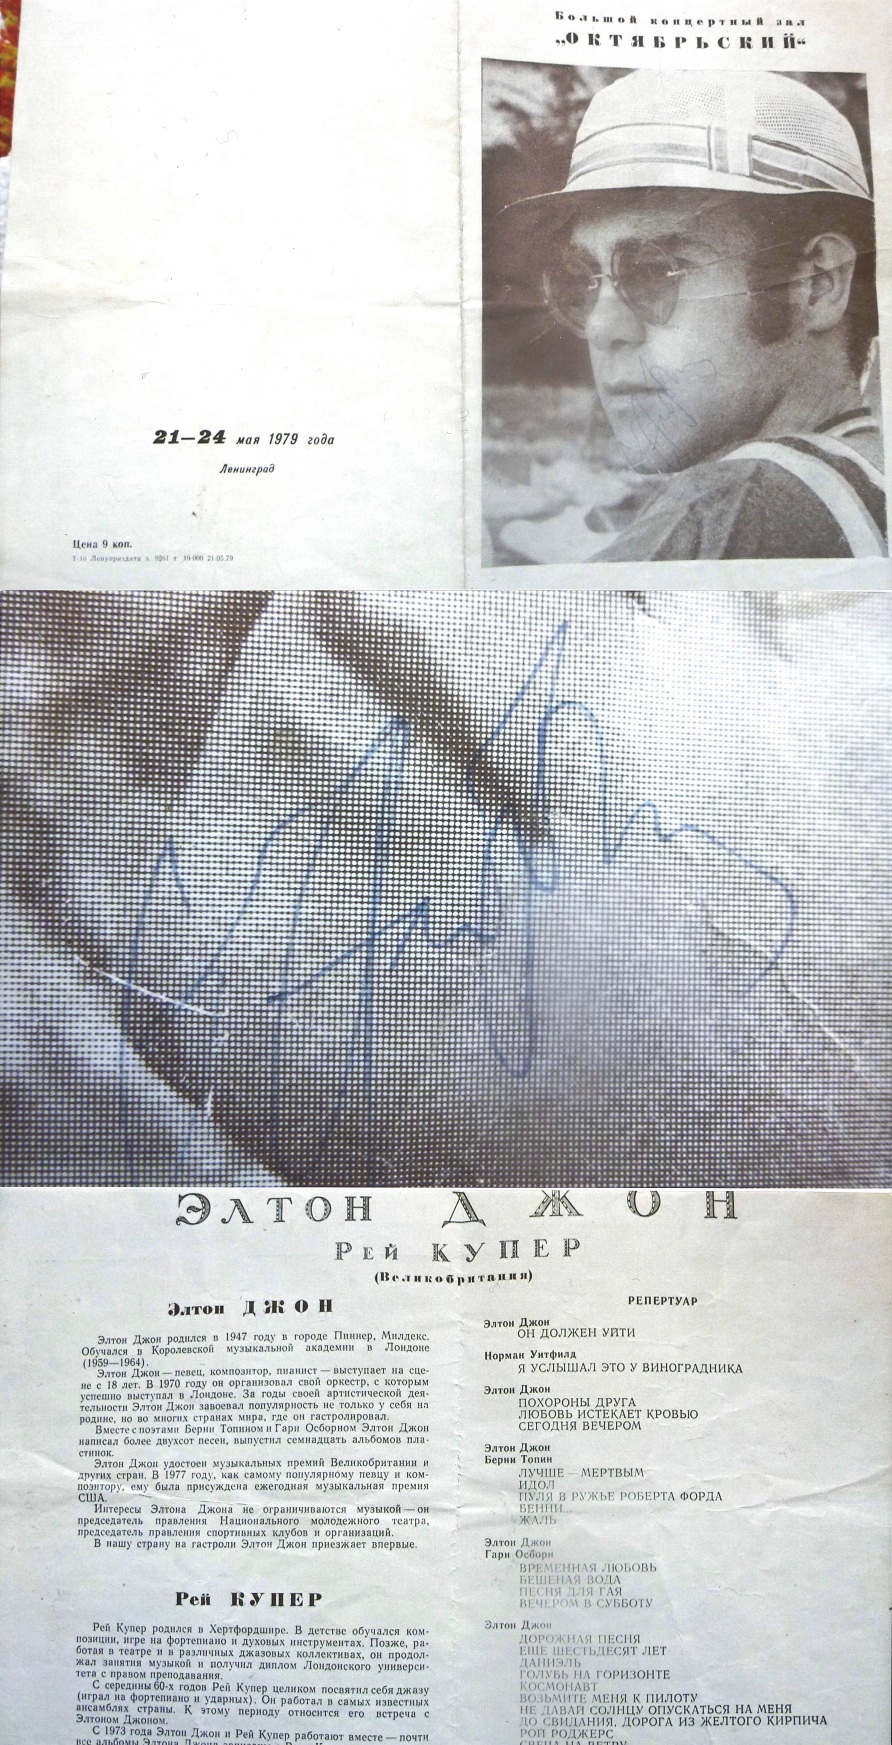 Большой концертный зал
„ОКТЯБРЬСКИЙ“
21—24 мая 1979 года
Ленинград
Цена 9 коп.
9261 т 10 000 21.05.79
ЭЛТОН ДЖОН
РЕЙ КУПЕР
(Великобритания)
Элтон ДЖОН
Элтон Джон родился в 1947 году в городе Пиннер, Милдекс.
Обучался в Королевской музыкальной академии в Лондоне
(1959—1964).
Элтон Джон — певец, композитор, пианист — выступает на сце-
не с 18 лет. В 1970 году он организовал свой оркестр, с которым
успешно выступал в Лондоне. За годы своей артистической дея-
тельности Элтон Джон завоевал популярность не только у себя на
родине, но во многих странах мира, где он гастролировал.
Вместе с поэтами Берни Топином и Гари Осборном Элтон Джон
написал более двухсот песен, выпустил семнадцать альбомов пла-
стинок.
Элтон Джон удостоен музыкальных премий Великобритании и
других стран. В 1977 году, как самому популярному певцу и ком-
позитору, ему была присуждена ежегодная музыкальная премия
США.
Интересы Элтона Джона не ограничиваются музыкой — он
председатель правления Национального молодежного театра,
председатель правления спортивных клубов и организаций.
В нашу страну на гастроли Элтон Джон приезжает впервые.
Рей КУПЕР
Рей Купер родился в Хертфордшире. В детстве обучался ком-
позиции, игре на фортепиано и духовых инструментах. Позже, ра-
ботая в театре и в различных джазовых коллективах, он продол-
жал занятия музыкой и получил диплом Лондонского универси-
тета с правом преподавания.
С середины 60-х годов Рей Купер целиком посвятил себя джазу
(играл на фортепиано и ударных). Он работал в самых известных
ансамблях страны. К этому периоду относится его встреча с
Элтоном Джоном.
С 1973 года Элтон Джон и Рей Купер работают вместе — почти
все альбомы Элтона Джона
РЕПЕРТУАР
Элтон Джон
ОН ДОЛЖЕН УЙТИ
Норман Уитфилд
Я УСЛЫШАЛ ЭТО У ВИНОГРАДНИКА
Элтон Джон
ПОХОРОНЫ ДРУГА
ЛЮБОВЬ ИСТЕКАЕТ КРОВЬЮ
СЕГОДНЯ ВЕЧЕРОМ
Элтон Джон
Берни Топин
ЛУЧШЕ — МЕРТВЫМ
ИДОЛ
ПУЛЯ В РУЖЬЕ РОБЕРТА ФОРДА
БЕННИ...
ЖАЛЬ
Элтон Джон
Гари Осборн
ВРЕМЕННАЯ ЛЮБОВЬ
БЕШЕНАЯ ВОДА
ПЕСНЯ ДЛЯ ГАЯ
ВЕЧЕРОМ В СУББОТУ
Элтон Джон
ДОРОЖНАЯ ПЕСНЯ
ЕЩЕ ШЕСТЬДЕСЯТ ЛЕТ
ДАНИЭЛЬ
ГОЛУБЬ НА ГОРИЗОНТЕ
КОСМОНАВТ
ВОЗЬМИТЕ МЕНЯ К ПИЛОТУ
НЕ ДАВАЙ СОЛНЦУ ОПУСКАТЬСЯ НА МЕНЯ
ДО СВИДАНИЯ, ДОРОГА ИЗ ЖЕЛТОГО КИРПИЧА
РОП РОДЖЕРС
СВЕЧА НА ВЕТРУ